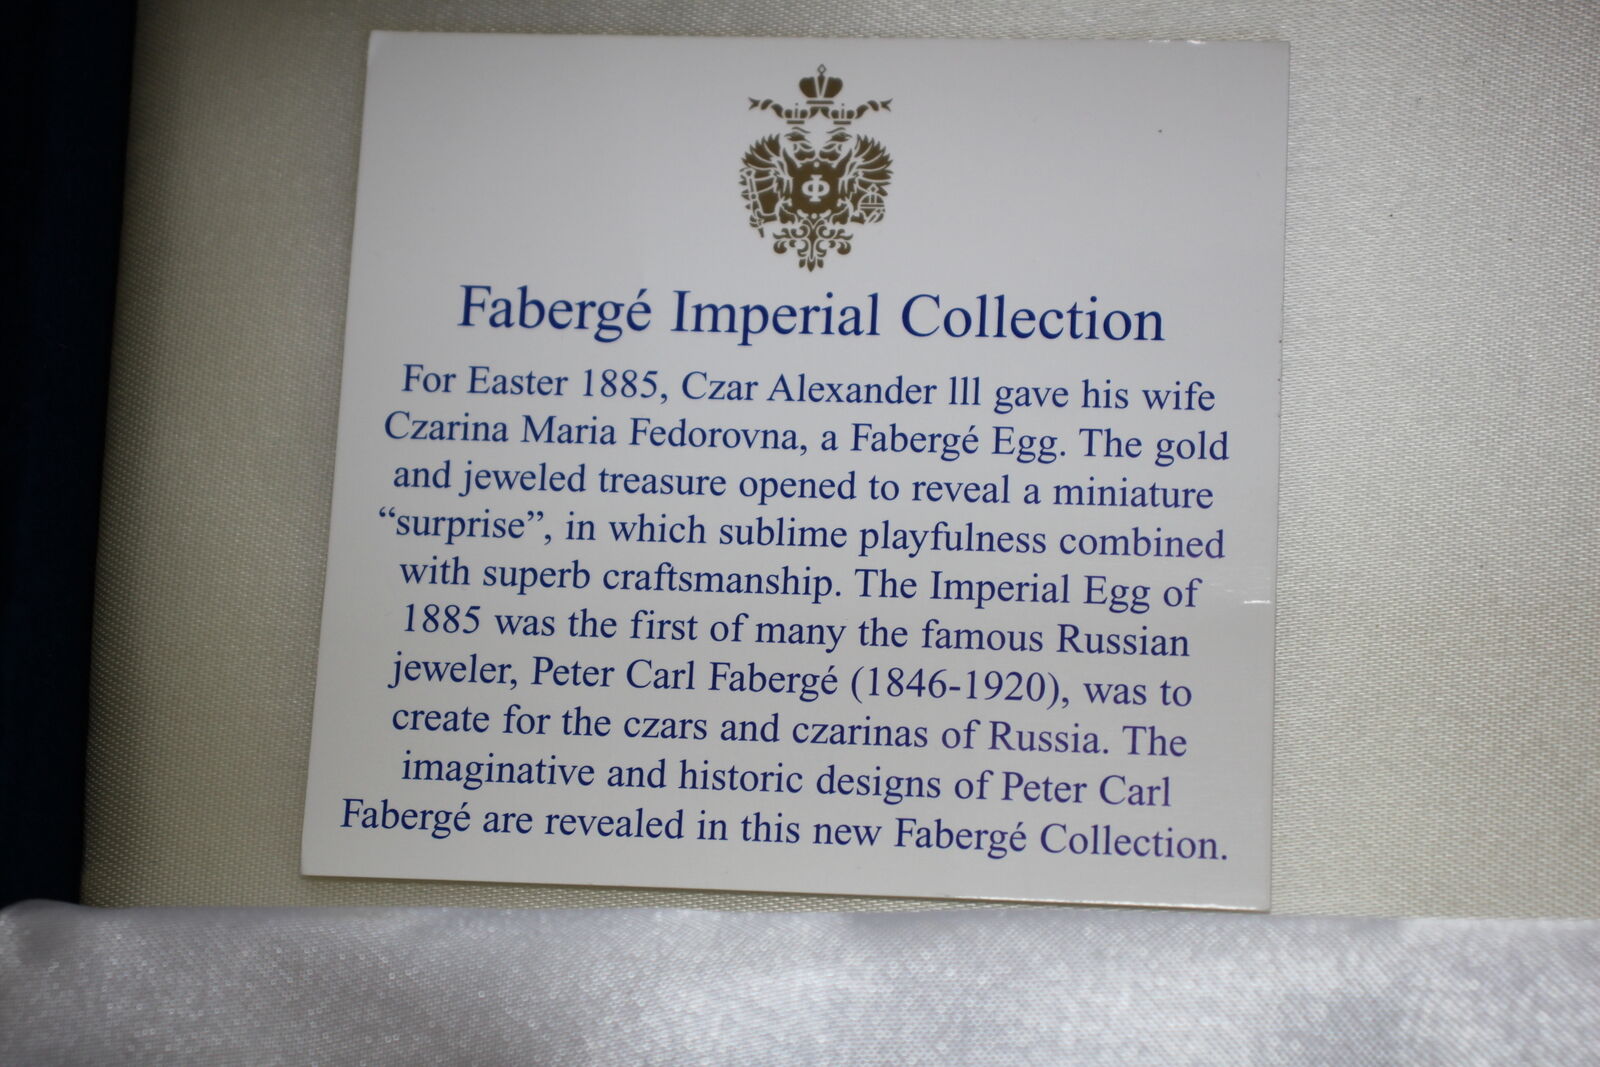 Ф
Fabergé Imperial Collection
For Easter 1885, Czar Alexander lll gave his wife
Czarina Maria Fedorovna, a Fabergé Egg. The gold
and jeweled treasure opened to reveal a miniature
“surprise”, in which sublime playfulness combined
with superb craftsmanship. The Imperial Egg of
1885 was the first of many the famous Russian
jeweler, Peter Carl Fabergé (1846-1920), was to
create for the czars and czarinas of Russia. The
imaginative and historic designs of Peter Carl
Fabergé are revealed in this new Fabergé Collection.